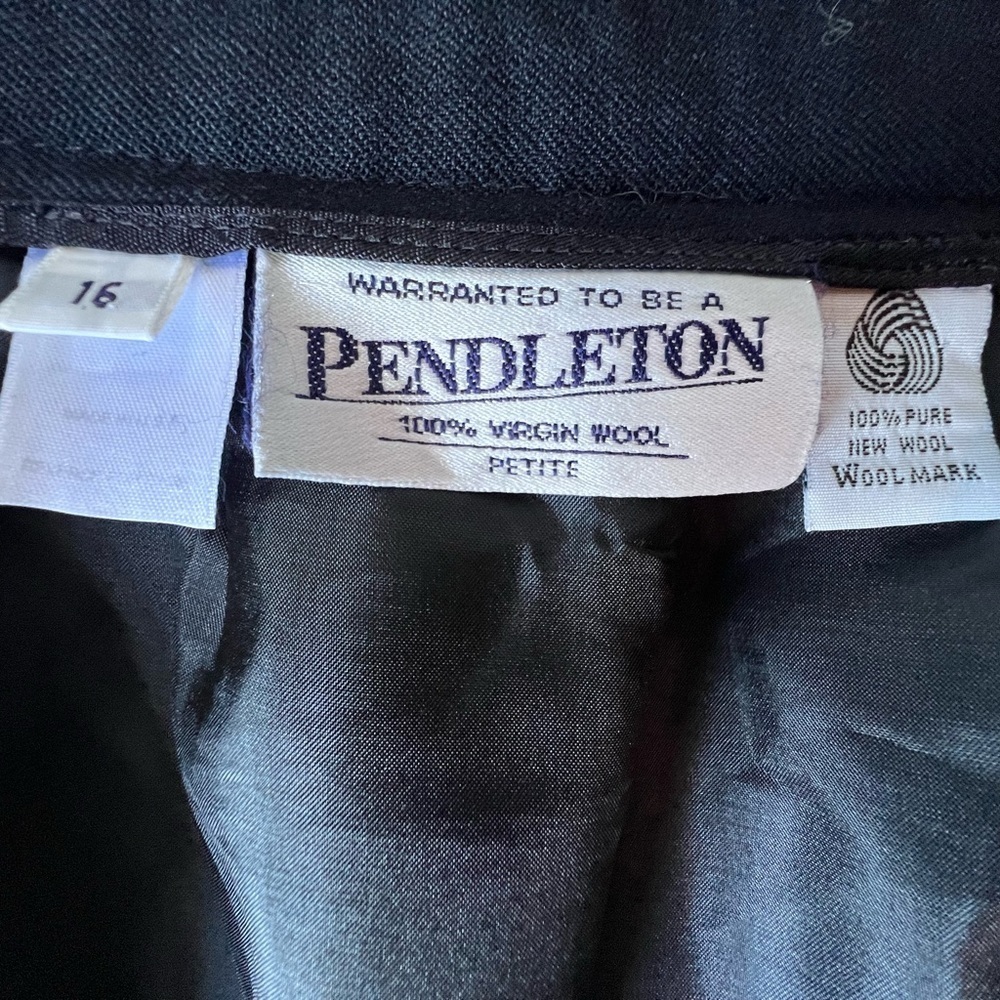 16
WARRANTED TO BE A
PENDLETON
100% VIRGIN WOOL
PETITE
100% PURE
NEW WOOL
WOOLMARK